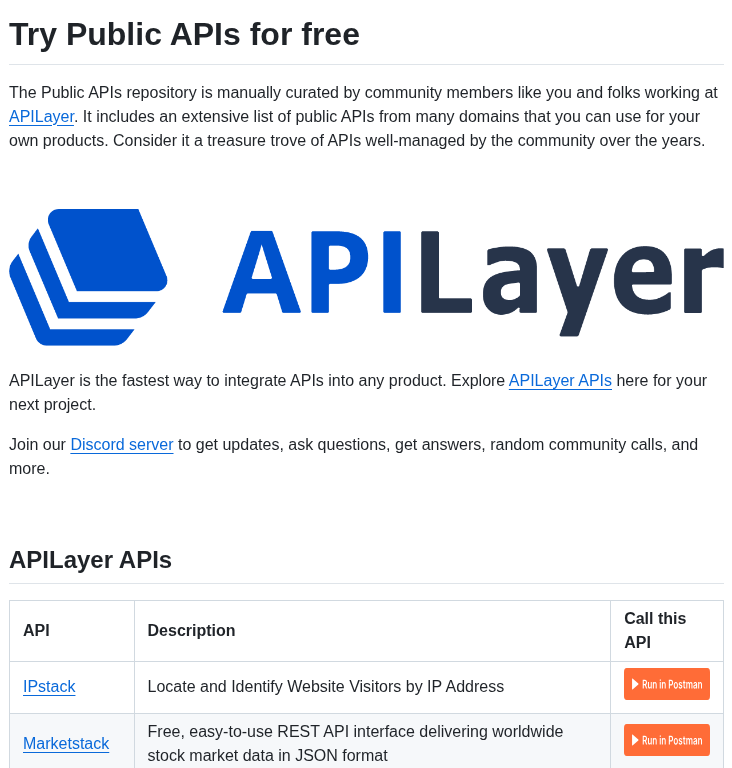 Try Public APIs for free
The Public APIs repository is manually curated by community members like you and folks working at
APILayer. It includes an extensive list of public APIs from many domains that you can use for your
own products. Consider it a treasure trove of APIs well-managed by the community over the years.
APILayer
APILayer is the fastest way to integrate APIs into any product. Explore APILayer APIs here for your
next project.
Join our Discord server to get updates, ask questions, get answers, random community calls, and
more.
APILayer APIs
API Description Call this
API
IPstack Locate and Identify Website Visitors by IP Address Run in Postman
Marketstack Free, easy-to-use REST API interface delivering worldwide
stock market data in JSON format Run in Postman